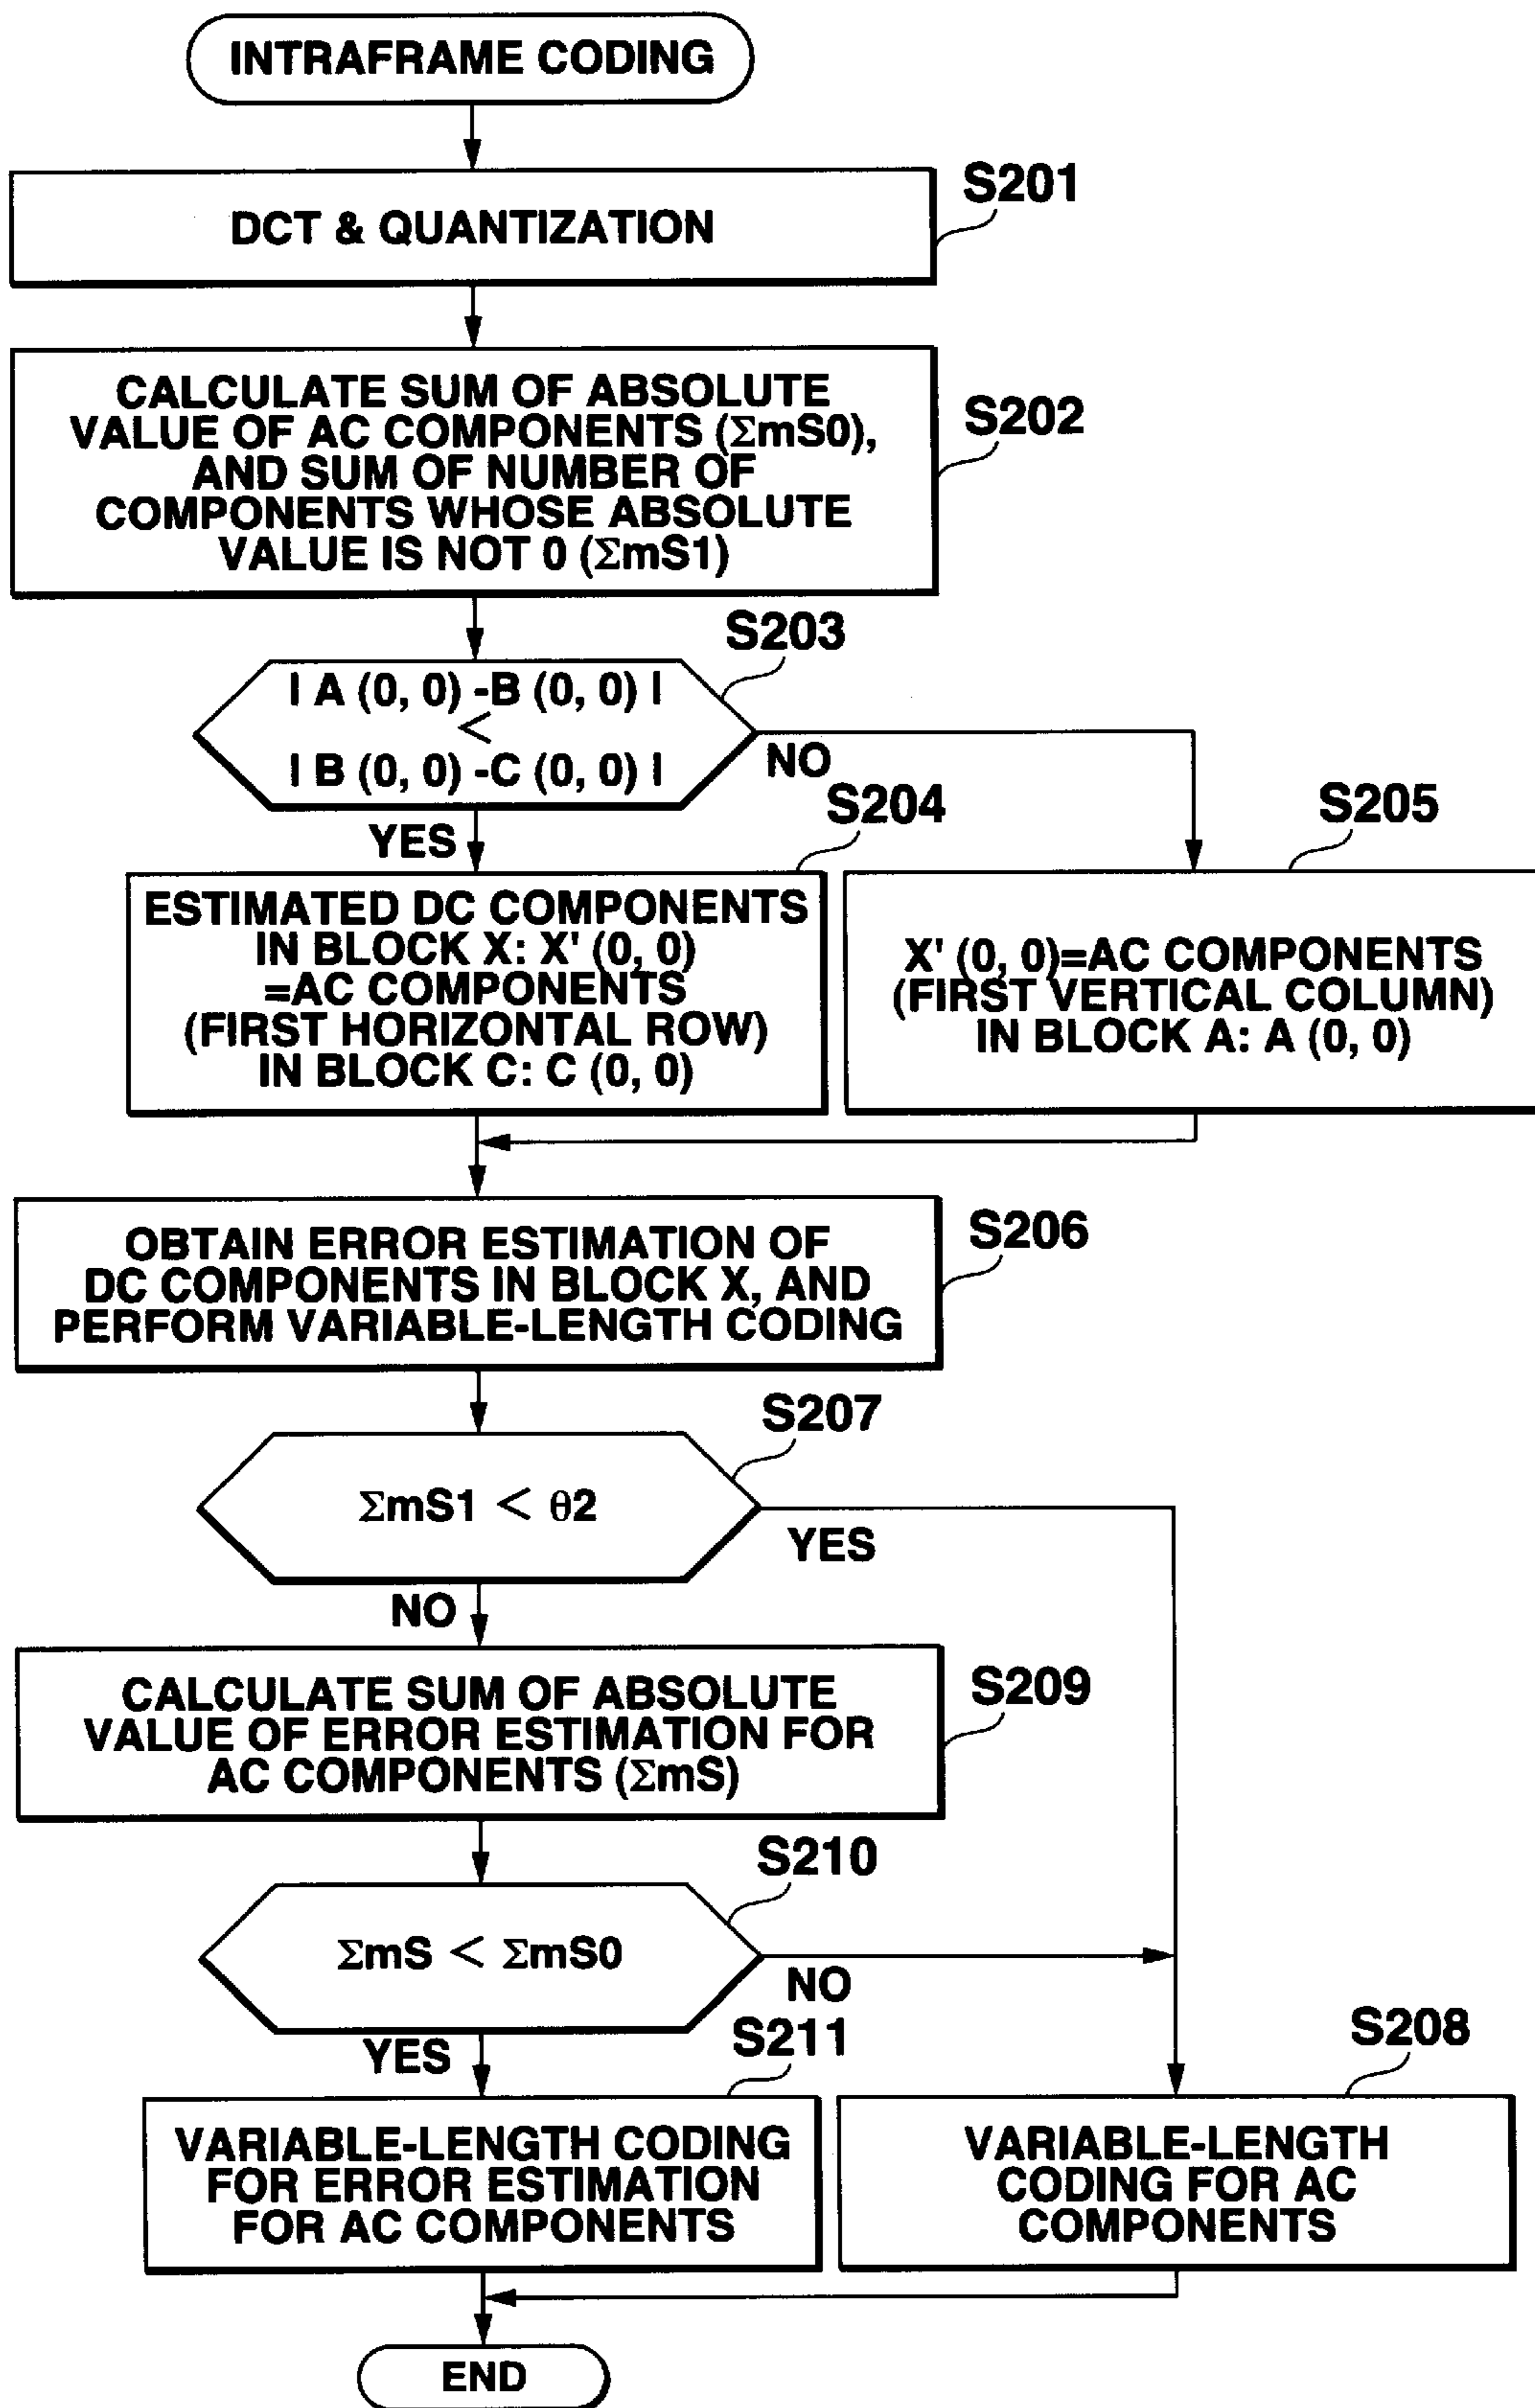 INTRAFRAME CODING
S201
DCT & QUANTIZATION
CALCULATE SUM OF ABSOLUTE
VALUE OF AC COMPONENTS (ΣmS0),
AND SUM OF NUMBER OF
COMPONENTS WHOSE ABSOLUTE
VALUE IS NOT 0 (ΣmS1)
S202
S203
| A (0, 0) -B (0, 0) |
<
| B (0, 0) -C (0, 0) |
NO
YES
S204
S205
ESTIMATED DC COMPONENTS
IN BLOCK X: X' (0, 0)
=AC COMPONENTS
(FIRST HORIZONTAL ROW)
IN BLOCK C: C (0, 0)
X' (0, 0)=AC COMPONENTS
(FIRST VERTICAL COLUMN)
IN BLOCK A: A (0, 0)
S206
OBTAIN ERROR ESTIMATION OF
DC COMPONENTS IN BLOCK X, AND
PERFORM VARIABLE-LENGTH CODING
S207
ΣmS1 < θ2
YES
NO
S209
CALCULATE SUM OF ABSOLUTE
VALUE OF ERROR ESTIMATION FOR
AC COMPONENTS (ΣmS)
S210
ΣmS < ΣmS0
NO
YES
S211
S208
VARIABLE-LENGTH CODING
FOR ERROR ESTIMATION
FOR AC COMPONENTS
VARIABLE-LENGTH
CODING FOR AC
COMPONENTS
END